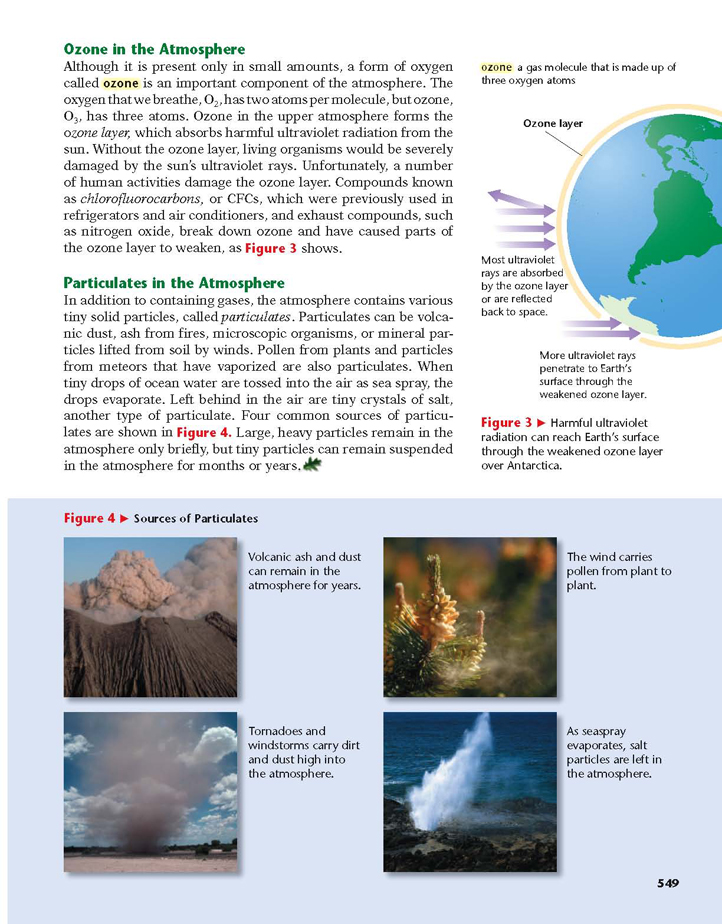 Ozone in the Atmosphere
Although it is present only in small amounts, a form of oxygen
called ozone is an important component of the atmosphere. The
oxygen that we breathe, O2, has two atoms per molecule, but ozone,
O3, has three atoms. Ozone in the upper atmosphere forms the
ozone layer, which absorbs harmful ultraviolet radiation from the
sun. Without the ozone layer, living organisms would be severely
damaged by the sun's ultraviolet rays. Unfortunately, a number
of human activities damage the ozone layer. Compounds known
as chlorofluorocarbons, or CFCs, which were previously used in
refrigerators and air conditioners, and exhaust compounds, such
as nitrogen oxide, break down ozone and have caused parts of
the ozone layer to weaken, as Figure 3 shows.
Particulates in the Atmosphere
In addition to containing gases, the atmosphere contains various
tiny solid particles, called particulates. Particulates can be volca-
nic dust, ash from fires, microscopic organisms, or mineral par-
ticles lifted from soil by winds. Pollen from plants and particles
from meteors that have vaporized are also particulates. When
tiny drops of ocean water are tossed into the air as sea spray, the
drops evaporate. Left behind in the air are tiny crystals of salt,
another type of particulate. Four common sources of particu-
lates are shown in Figure 4. Large, heavy particles remain in the
atmosphere only briefly, but tiny particles can remain suspended
in the atmosphere for months or years.
ozone a gas molecule that is made up of
three oxygen atoms
Ozone layer
Most ultraviolet
rays are absorbed
by the ozone layer
or are reflected
back to space.
More ultraviolet rays
penetrate to Earth's
surface through the
weakened ozone layer.
Figure 3 ► Harmful ultraviolet
radiation can reach Earth's surface
through the weakened ozone layer
over Antarctica.
Figure 4 ► Sources of Particulates
Volcanic ash and dust
can remain in the
atmosphere for years.
The wind carries
pollen from plant to
plant.
Tornadoes and
windstorms carry dirt
and dust high into
the atmosphere.
As seaspray
evaporates, salt
particles are left in
the atmosphere.
549